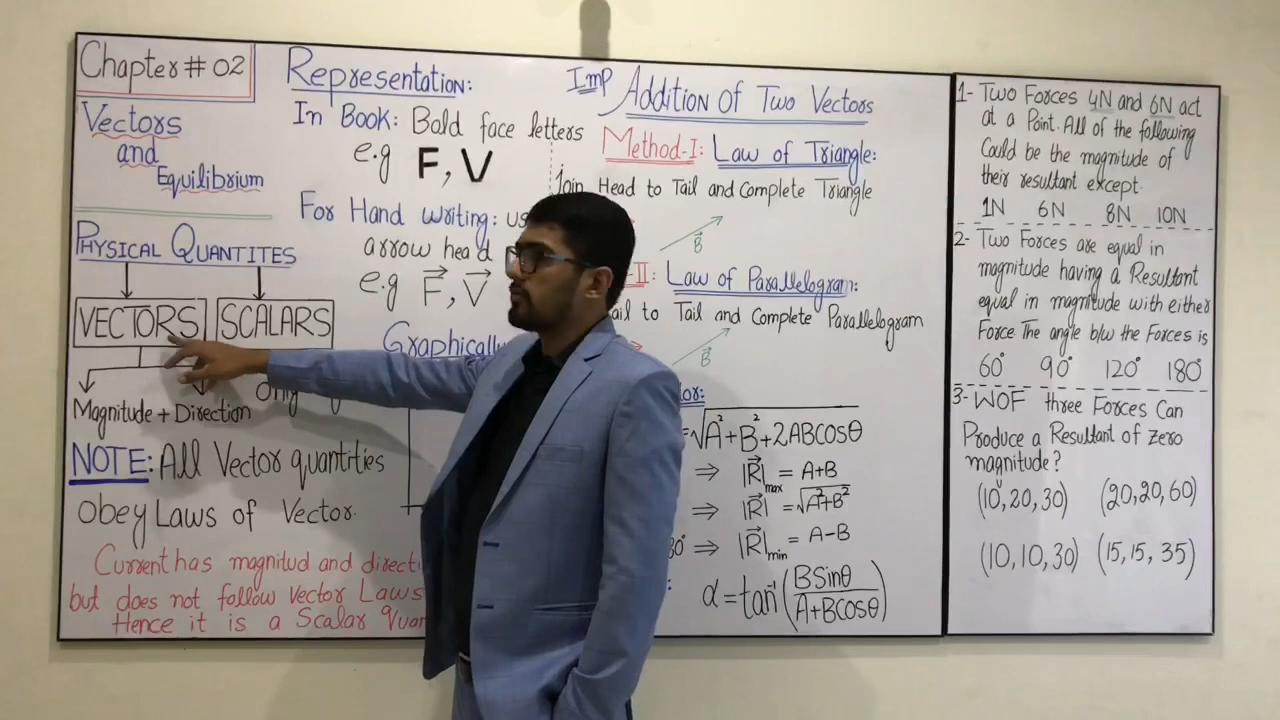 Chapter # 02
Vectors
and
Equilibrium
PHYSICAL QUANTITES
VECTORS SCALARS
Magnitude + Direction
NOTE: All Vector quantities
obey Laws of Vector.
Current has magnitud and directi
but does not follow Vector Laws
Hence it is a Scalar Quan
Representation:
In Book: Bold face letters
e.g F, V
For Hand writing: us
arrow head
e.g F⃗, V⃗
Graphically
Imp Addition Of Two Vectors
Method-I: Law of Triangle:
Join Head to Tail and Complete Triangle
B⃗
-II: Law of Parallelogram:
ail to Tail and Complete Parallelogram
B⃗
tor:
=√A²+B²+2ABCosθ
⇒ |R⃗|max = A+B
⇒ |R⃗| = √A²+B²
80° ⇒ |R⃗|min = A-B
α = tan⁻¹(BSinθ/A+BCosθ)
1- Two Forces 4N and 6N act
at a Point. All of the following
Could be the magnitude of
their resultant except.
1N 6N 8N 10N
2- Two Forces are equal in
magnitude having a Resultant
equal in magnitude with either
Force The angle b/w the Forces is
60° 90° 120° 180°
3- WOF three Forces Can
Produce a Resultant of Zero
magnitude?
(10,20,30) (20,20,60)
(10,10,30) (15,15,35)